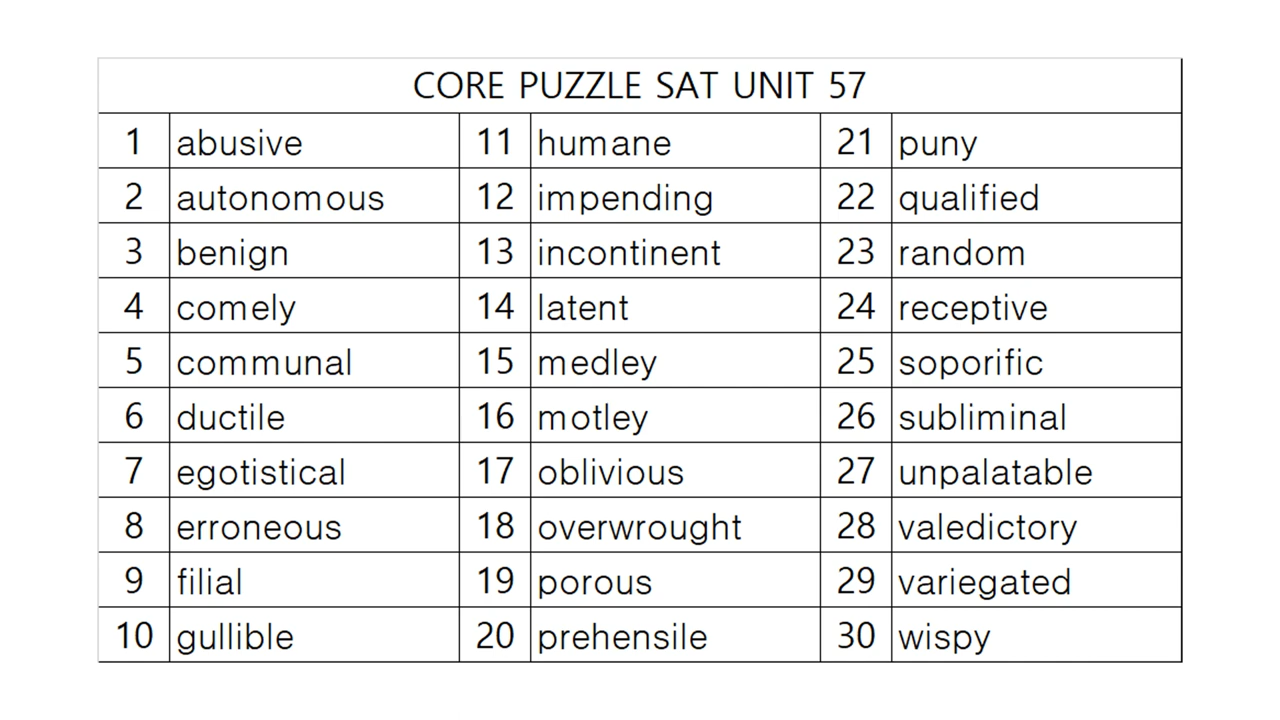 CORE PUZZLE SAT UNIT 57
1 abusive 11 humane 21 puny
2 autonomous 12 impending 22 qualified
3 benign 13 incontinent 23 random
4 comely 14 latent 24 receptive
5 communal 15 medley 25 soporific
6 ductile 16 motley 26 subliminal
7 egotistical 17 oblivious 27 unpalatable
8 erroneous 18 overwrought 28 valedictory
9 filial 19 porous 29 variegated
10 gullible 20 prehensile 30 wispy